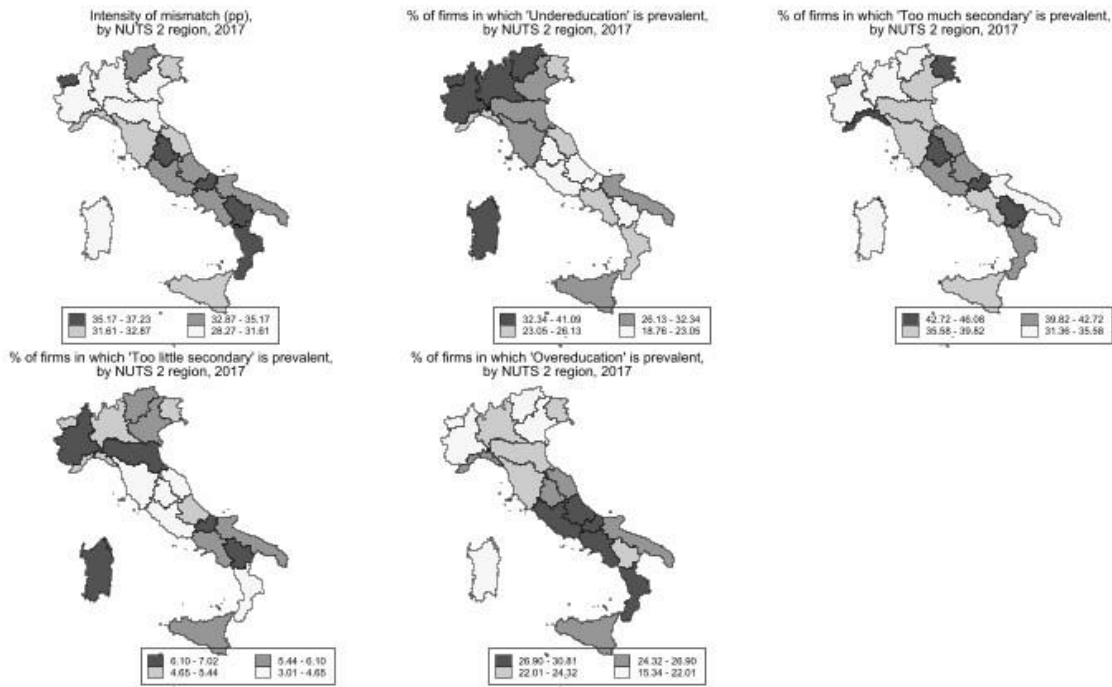 Intensity of mismatch (pp),
by NUTS 2 region, 2017
35.17 - 37.23 32.87 - 35.17
31.61 - 32.87 28.27 - 31.61
% of firms in which 'Undereducation' is prevalent,
by NUTS 2 region, 2017
32.34 - 41.09 26.13 - 32.34
23.05 - 26.13 18.76 - 23.05
% of firms in which 'Too much secondary' is prevalent,
by NUTS 2 region, 2017
42.72 - 46.08 39.82 - 42.72
35.58 - 39.82 31.36 - 35.58
% of firms in which 'Too little secondary' is prevalent,
by NUTS 2 region, 2017
6.10 - 7.02 5.44 - 6.10
4.65 - 5.44 3.01 - 4.65
% of firms in which 'Overeducation' is prevalent,
by NUTS 2 region, 2017
26.90 - 30.81 24.32 - 26.90
22.01 - 24.32 15.34 - 22.01